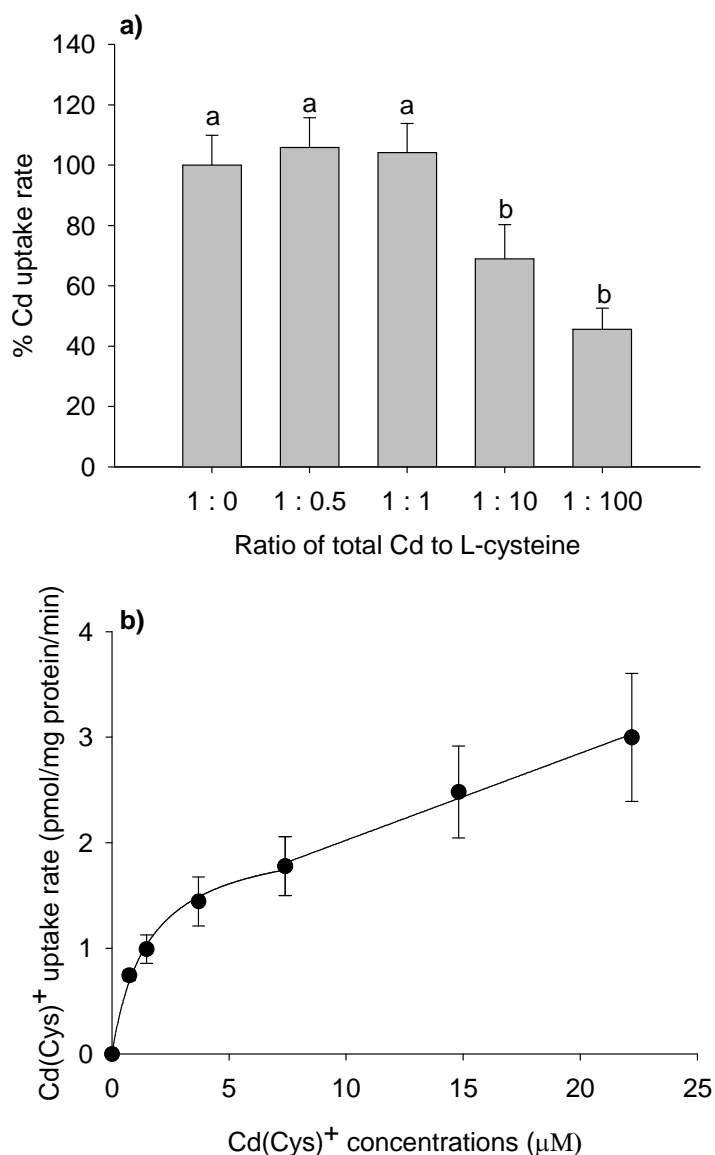 a)
140
120
100
80
60
40
20
0
% Cd uptake rate
a
a
a
b
b
1 : 0
1 : 0.5
1 : 1
1 : 10
1 : 100
Ratio of total Cd to L-cysteine
b)
4
3
2
1
0
Cd(Cys)⁺ uptake rate (pmol/mg protein/min)
0
5
10
15
20
25
Cd(Cys)⁺ concentrations (μM)